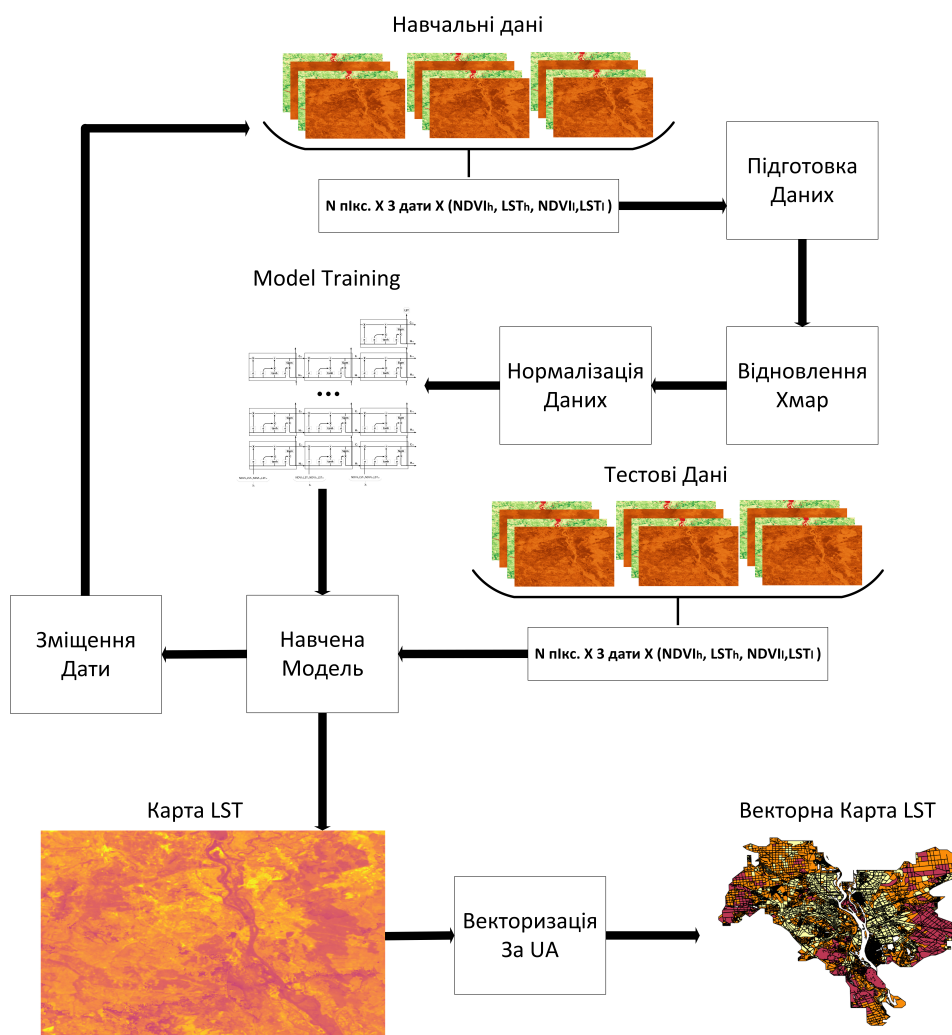 Навчальні дані
N пікс. X 3 дати X (NDVIh, LSTh, NDVIl,LSTl )
Підготовка
Даних
Model Training
Нормалізація
Даних
Відновлення
Хмар
Тестові Дані
Зміщення
Дати
Навчена
Модель
N пікс. X 3 дати X (NDVIh, LSTh, NDVIl,LSTl )
Карта LST
Векторна Карта LST
Векторизація
За UA